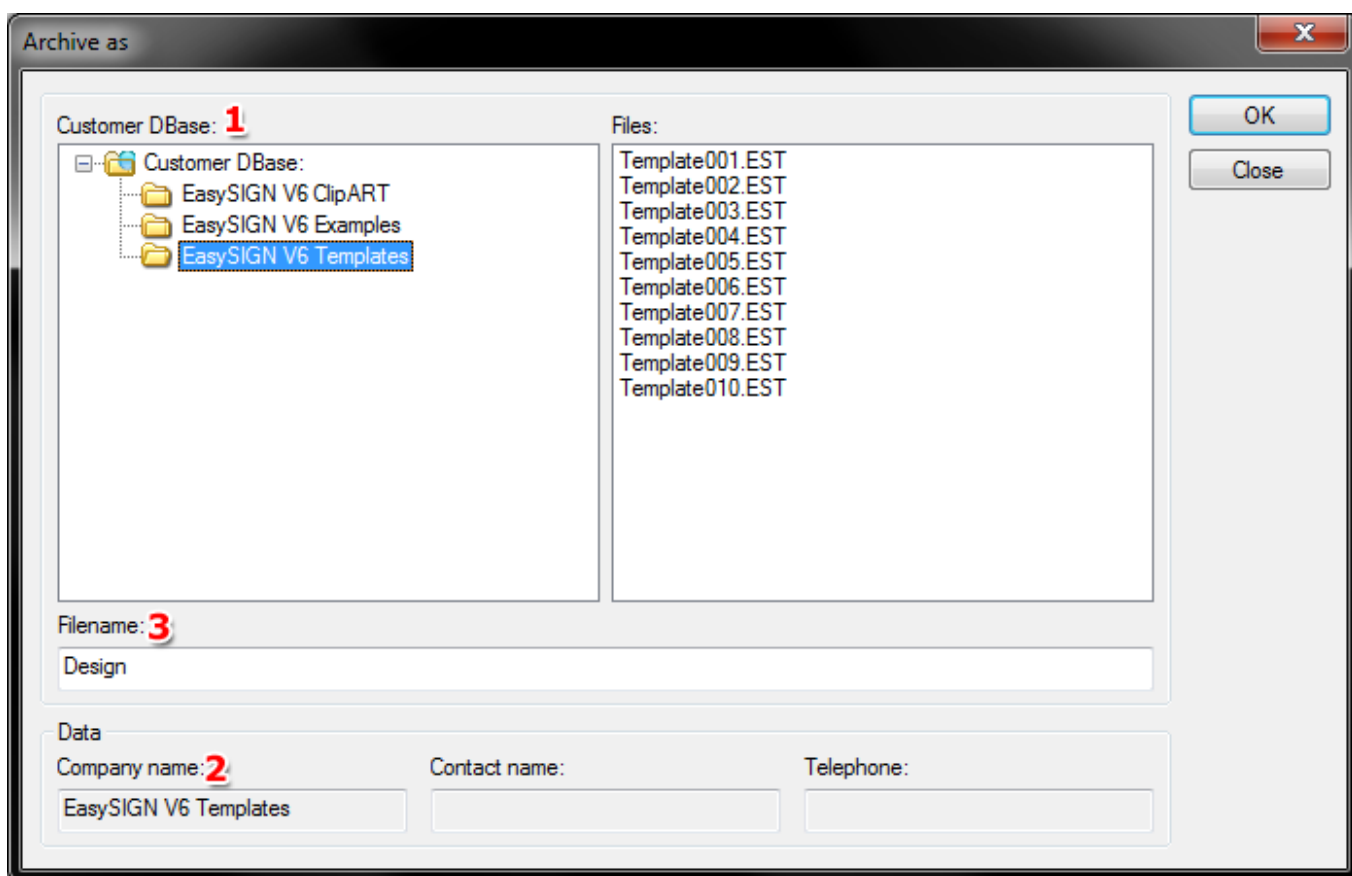 Archive as
X
Customer DBase: 1
Files:
OK
Close
Customer DBase:
EasySIGN V6 ClipART
EasySIGN V6 Examples
EasySIGN V6 Templates
Template001.EST
Template002.EST
Template003.EST
Template004.EST
Template005.EST
Template006.EST
Template007.EST
Template008.EST
Template009.EST
Template010.EST
Filename: 3
Design
Data
Company name: 2
Contact name:
Telephone:
EasySIGN V6 Templates